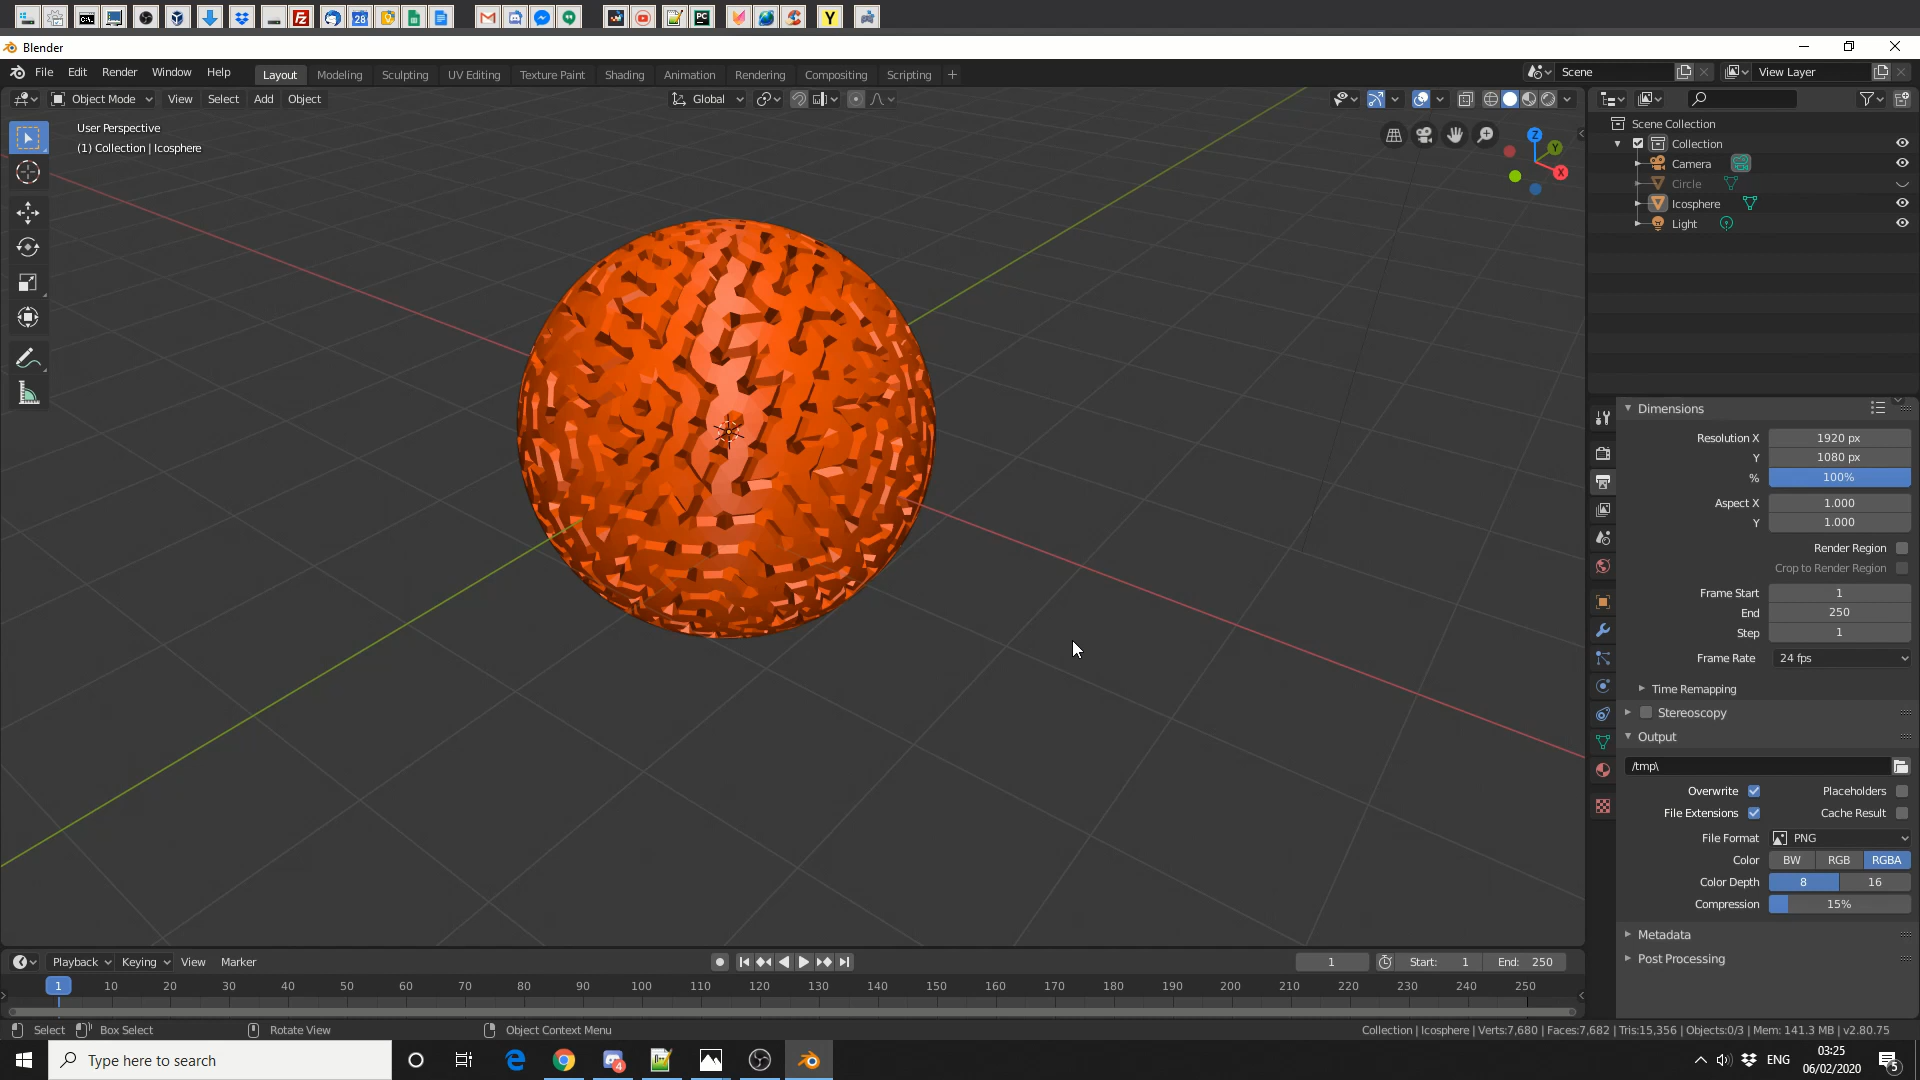 28
C:\
FZ
PC
Y
Blender
File Edit Render Window Help
Layout Modeling Sculpting UV Editing Texture Paint Shading Animation Rendering Compositing Scripting +
Scene
View Layer
Object Mode View Select Add Object
Global
User Perspective
(1) Collection | Icosphere
Z
Y
X
Scene Collection
Collection
Camera
Circle
Icosphere
Light
Dimensions
Resolution X 1920 px
Y 1080 px
% 100%
Aspect X 1.000
Y 1.000
Render Region
Crop to Render Region
Frame Start 1
End 250
Step 1
Frame Rate 24 fps
Time Remapping
Stereoscopy
Output
/tmp\
Overwrite Placeholders
File Extensions Cache Result
File Format PNG
Color BW RGB RGBA
Color Depth 8 16
Compression 15%
Metadata
Post Processing
Playback Keying View Marker
1 Start: 1 End: 250
1 10 20 30 40 50 60 70 80 90 100 110 120 130 140 150 160 170 180 190 200 210 220 230 240 250
Select Box Select Rotate View Object Context Menu
Collection | Icosphere | Verts:7,680 | Faces:7,682 | Tris:15,356 | Objects:0/3 | Mem: 141.3 MB | v2.80.75
Type here to search
4
ENG
03:25
06/02/2020
5